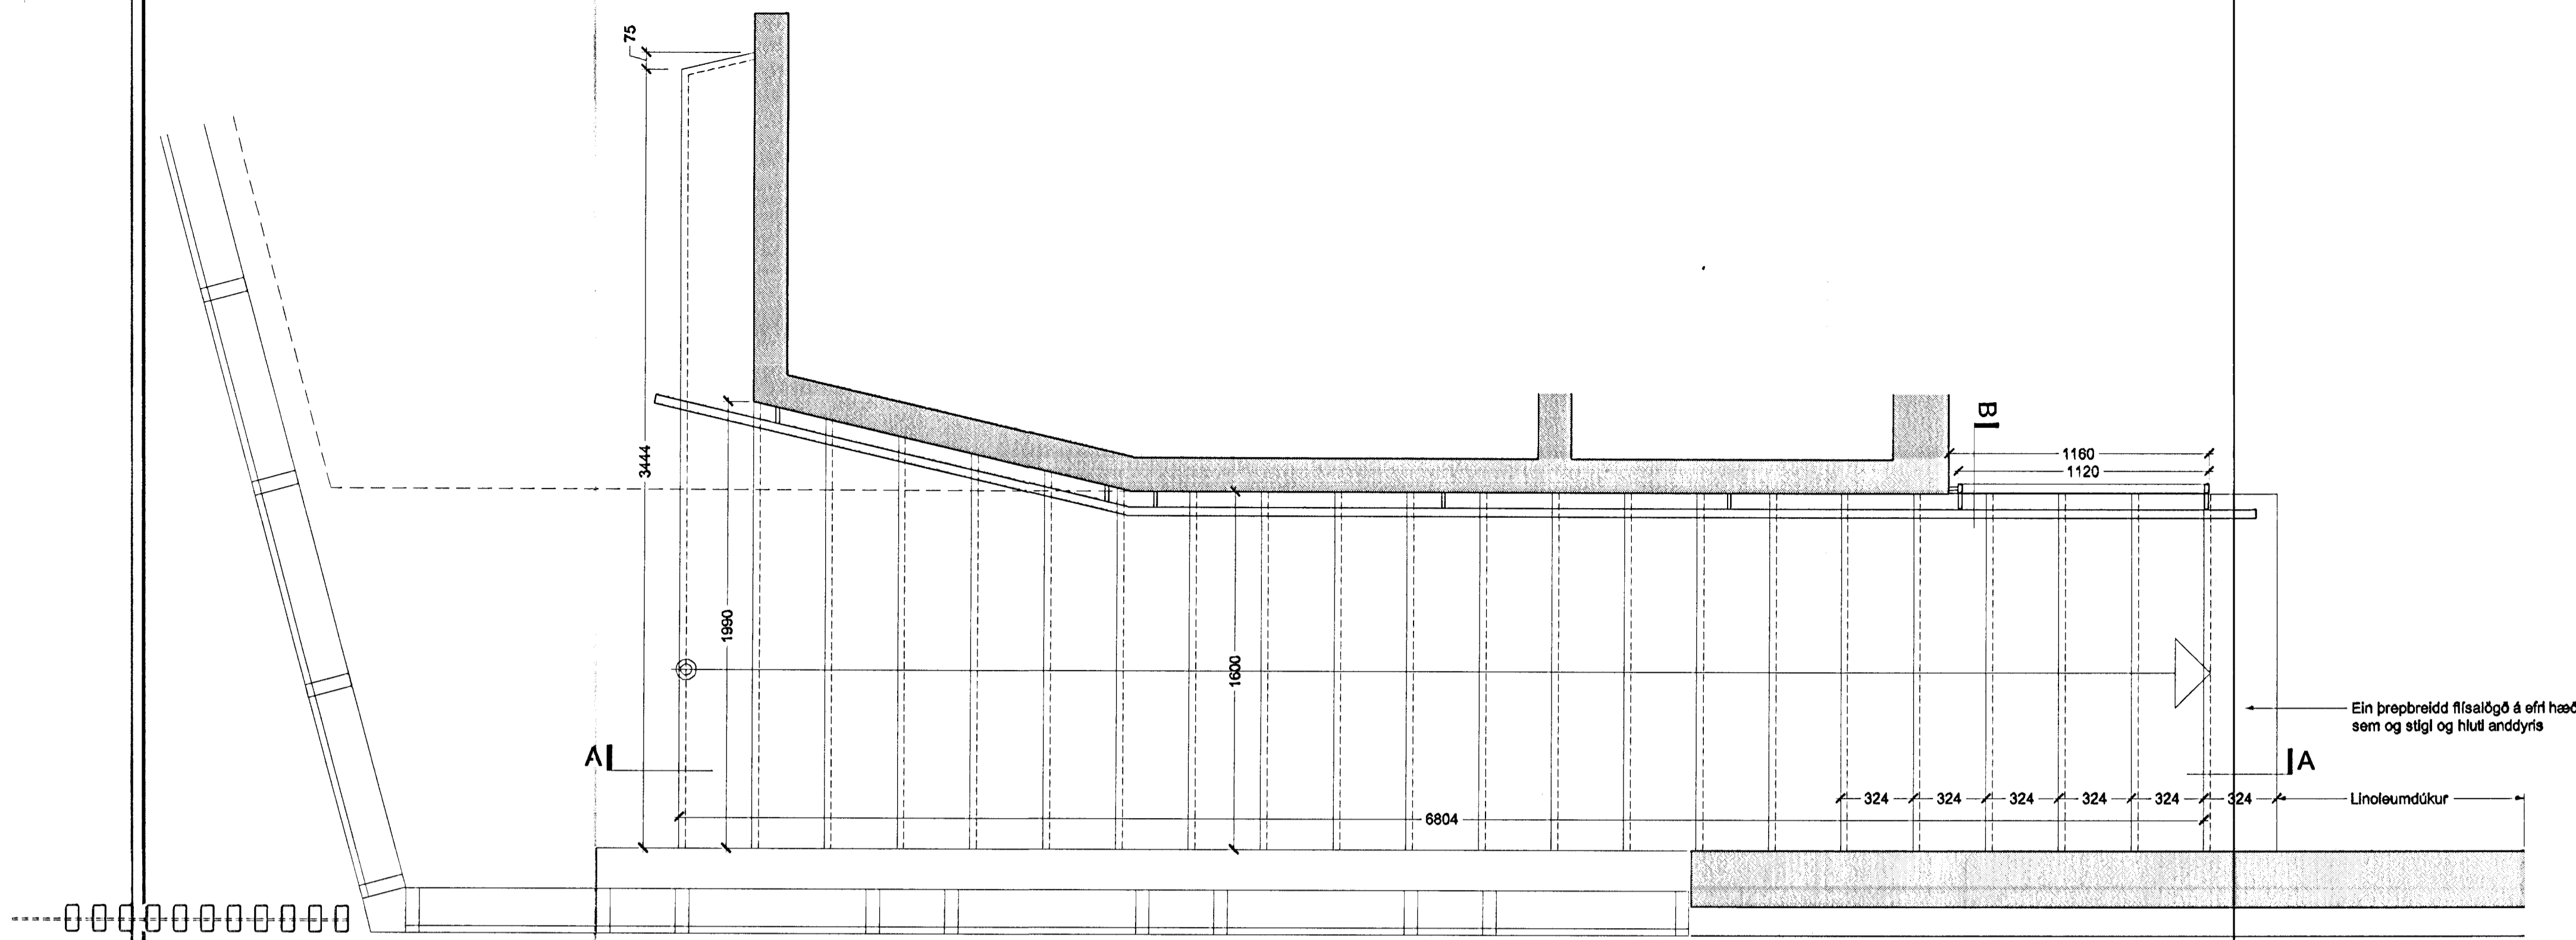 75
3444
1990
1600
B
1160
1120
A
A
Ein þrepbreidd flísalögð á efri hæð
sem og stigi og hluti anddyris
324 324 324 324 324 324
Linoleumdúkur
6804